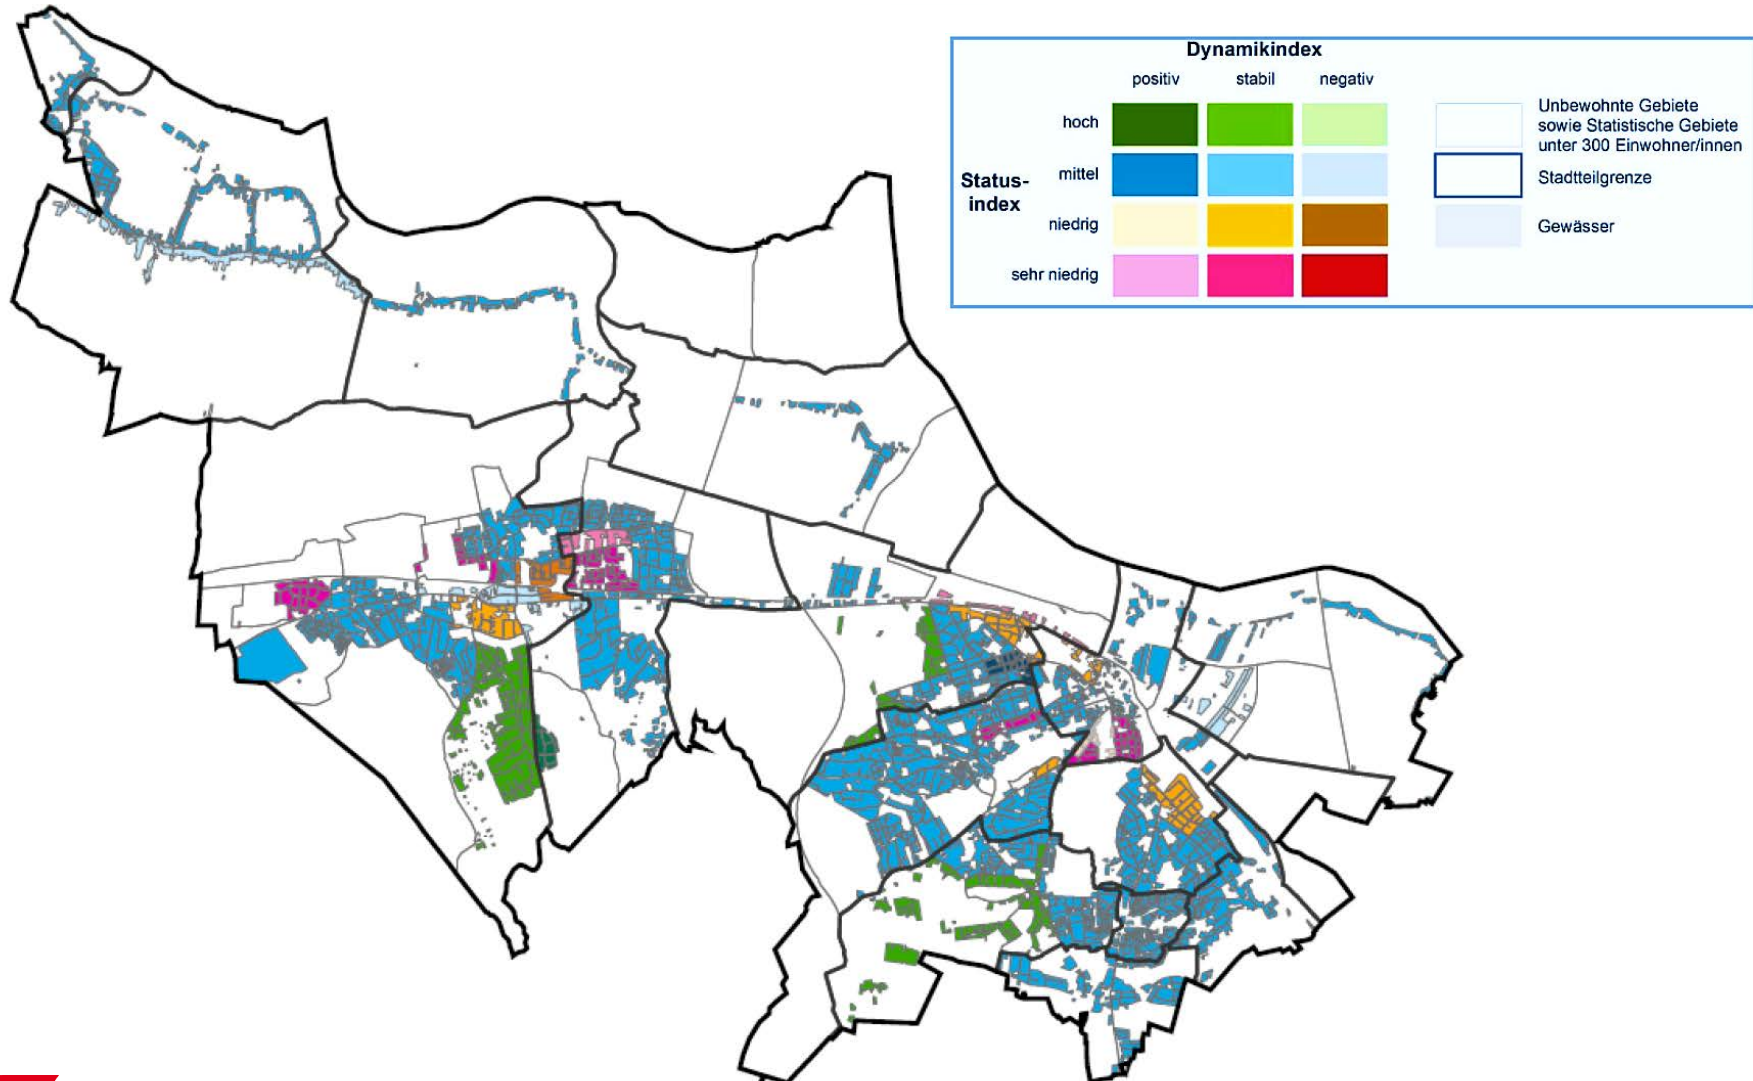 Dynamikindex
positiv stabil negativ
hoch
mittel
niedrig
sehr niedrig
Status-
index
Unbewohnte Gebiete
sowie Statistische Gebiete
unter 300 Einwohner/innen
Stadtteilgrenze
Gewässer